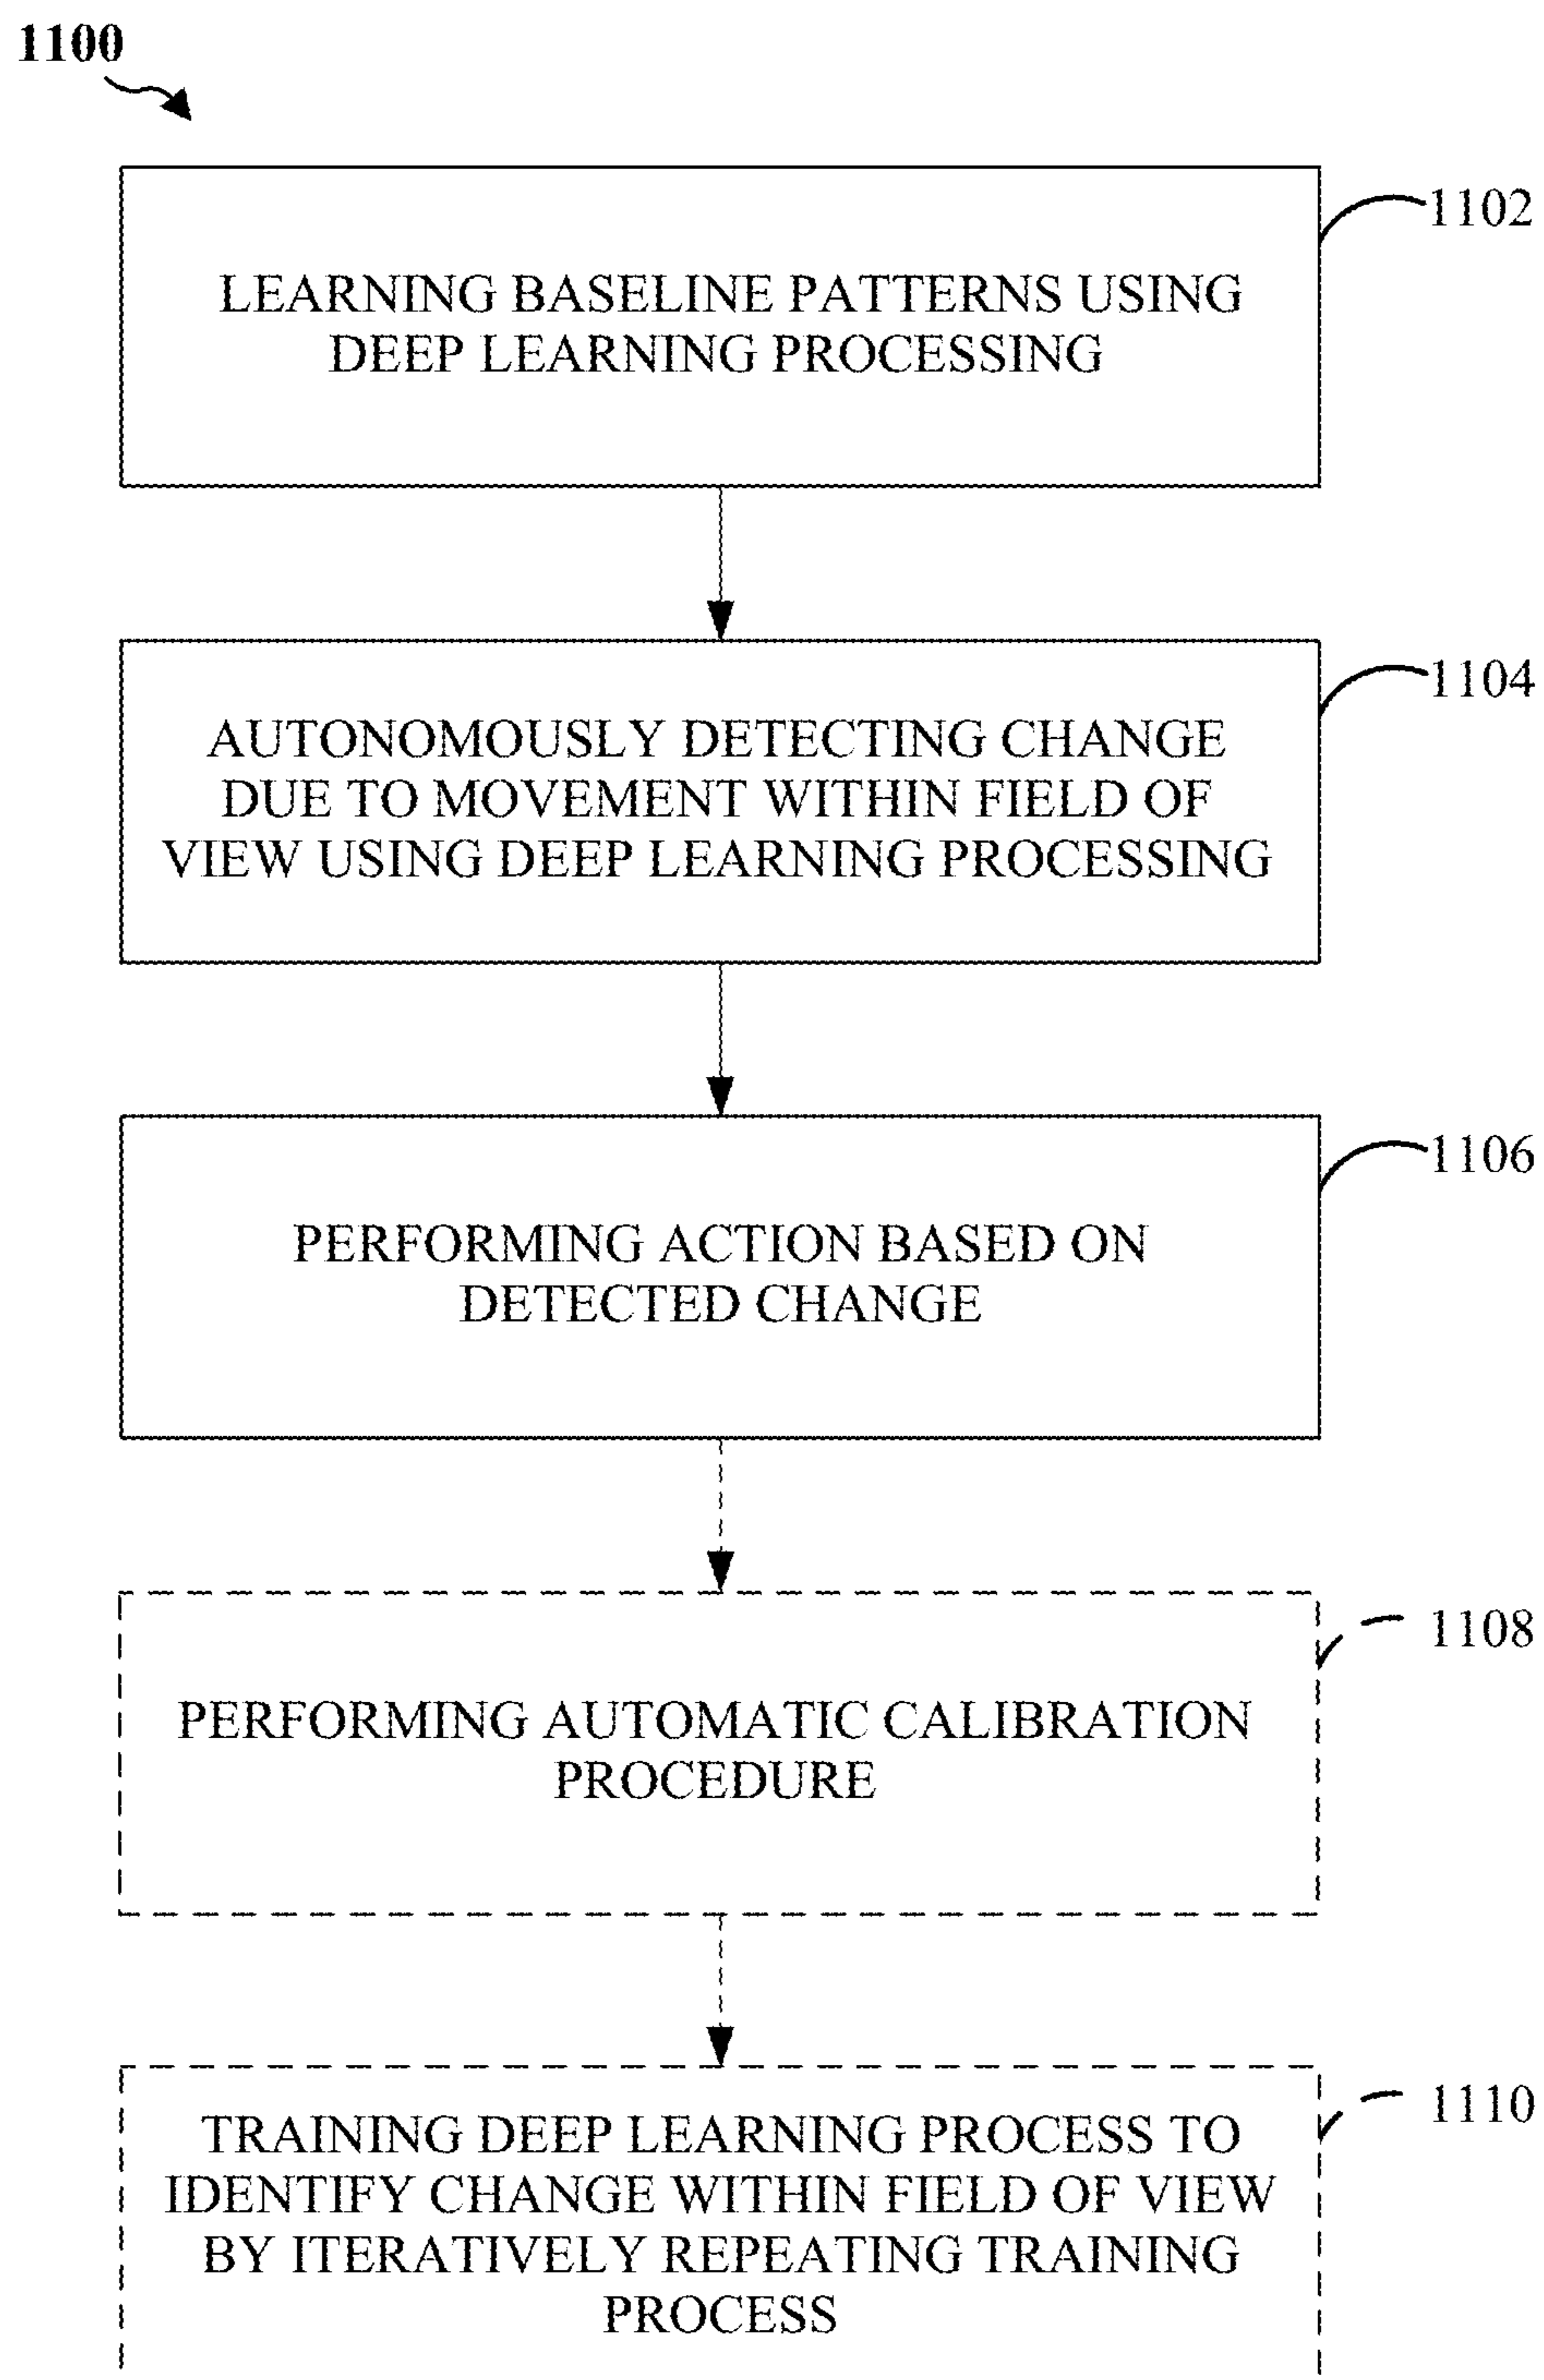 1100
1102
LEARNING BASELINE PATTERNS USING
DEEP LEARNING PROCESSING
1104
AUTONOMOUSLY DETECTING CHANGE
DUE TO MOVEMENT WITHIN FIELD OF
VIEW USING DEEP LEARNING PROCESSING
1106
PERFORMING ACTION BASED ON
DETECTED CHANGE
1108
PERFORMING AUTOMATIC CALIBRATION
PROCEDURE
1110
TRAINING DEEP LEARNING PROCESS TO
IDENTIFY CHANGE WITHIN FIELD OF VIEW
BY ITERATIVELY REPEATING TRAINING
PROCESS